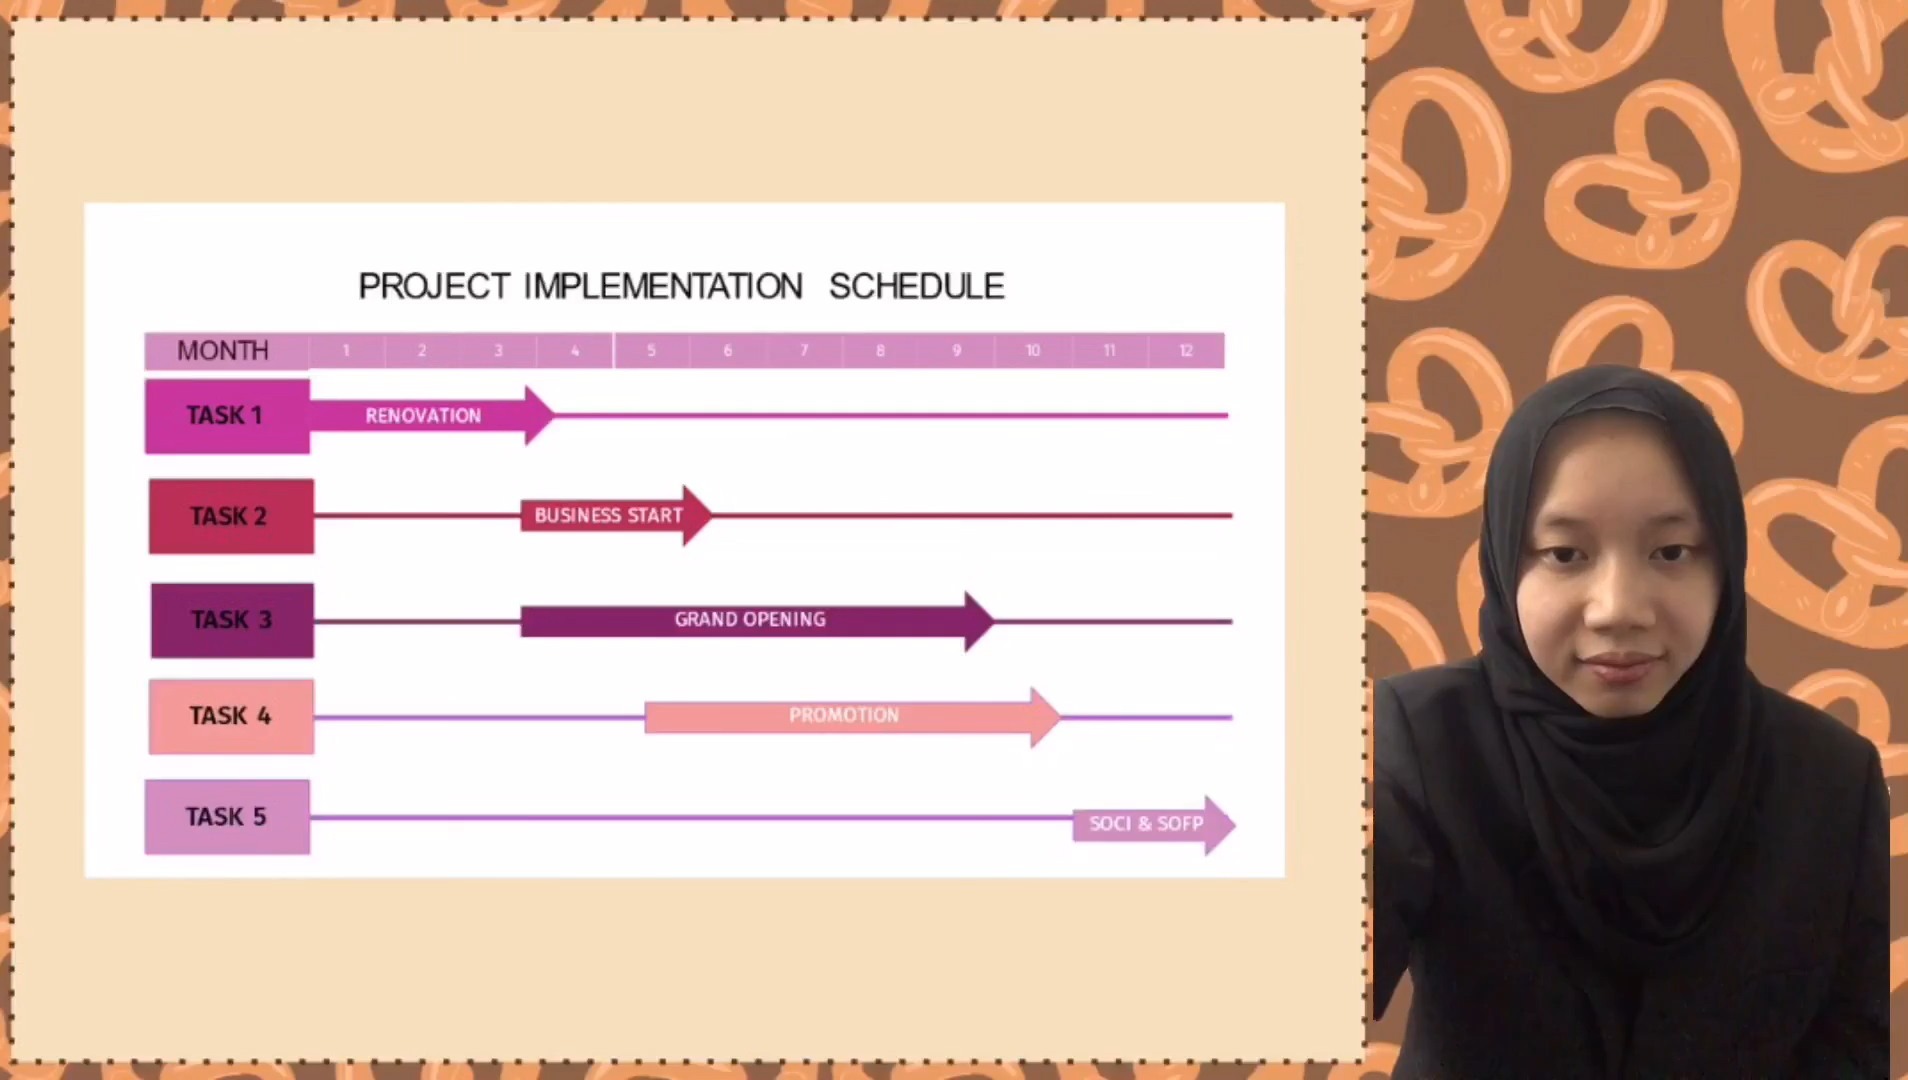 PROJECT IMPLEMENTATION SCHEDULE
MONTH 1 2 3 4 5 6 7 8 9 10 11 12
TASK 1 RENOVATION
TASK 2 BUSINESS START
TASK 3 GRAND OPENING
TASK 4 PROMOTION
TASK 5 SOCI & SOFP